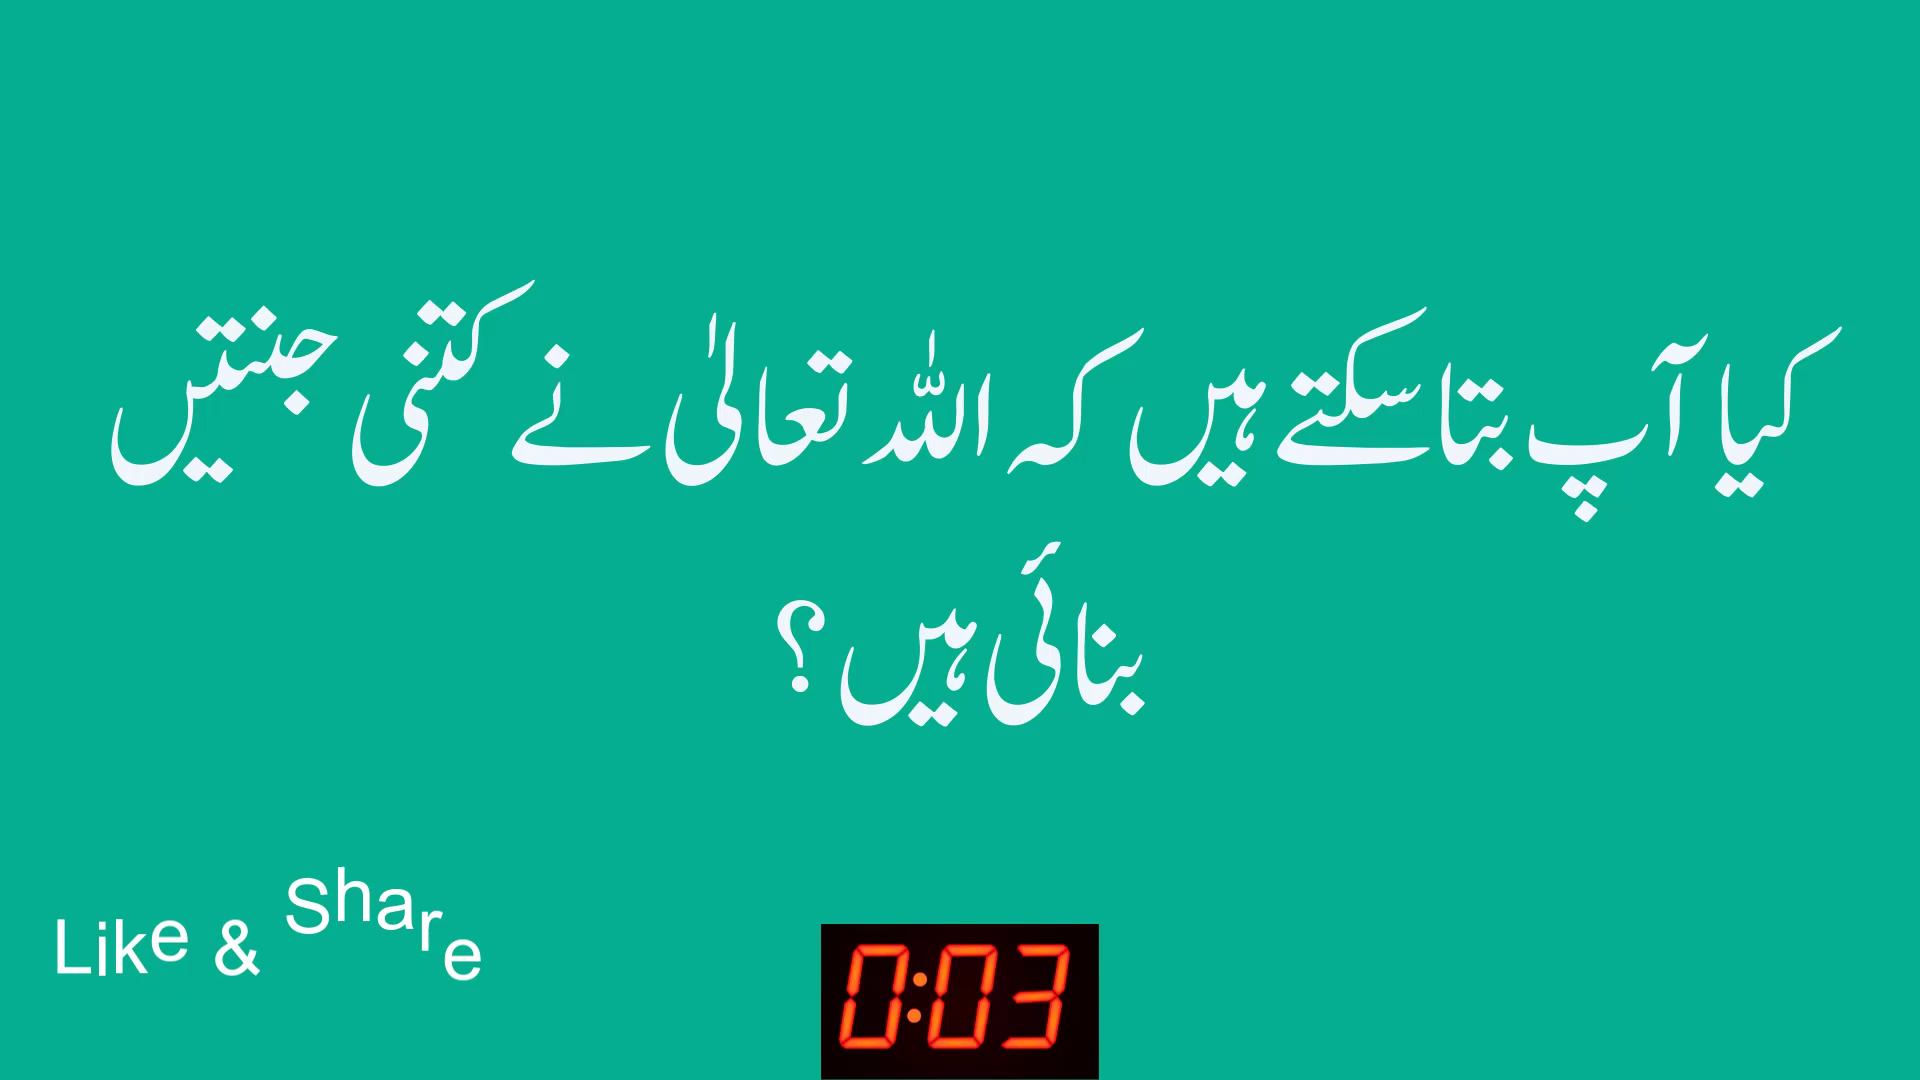 کیا آپ بتا سکتے ہیں کہ اللہ تعالیٰ نے کتنی جنتیں
بنائی ہیں؟
Like & Share
0:03